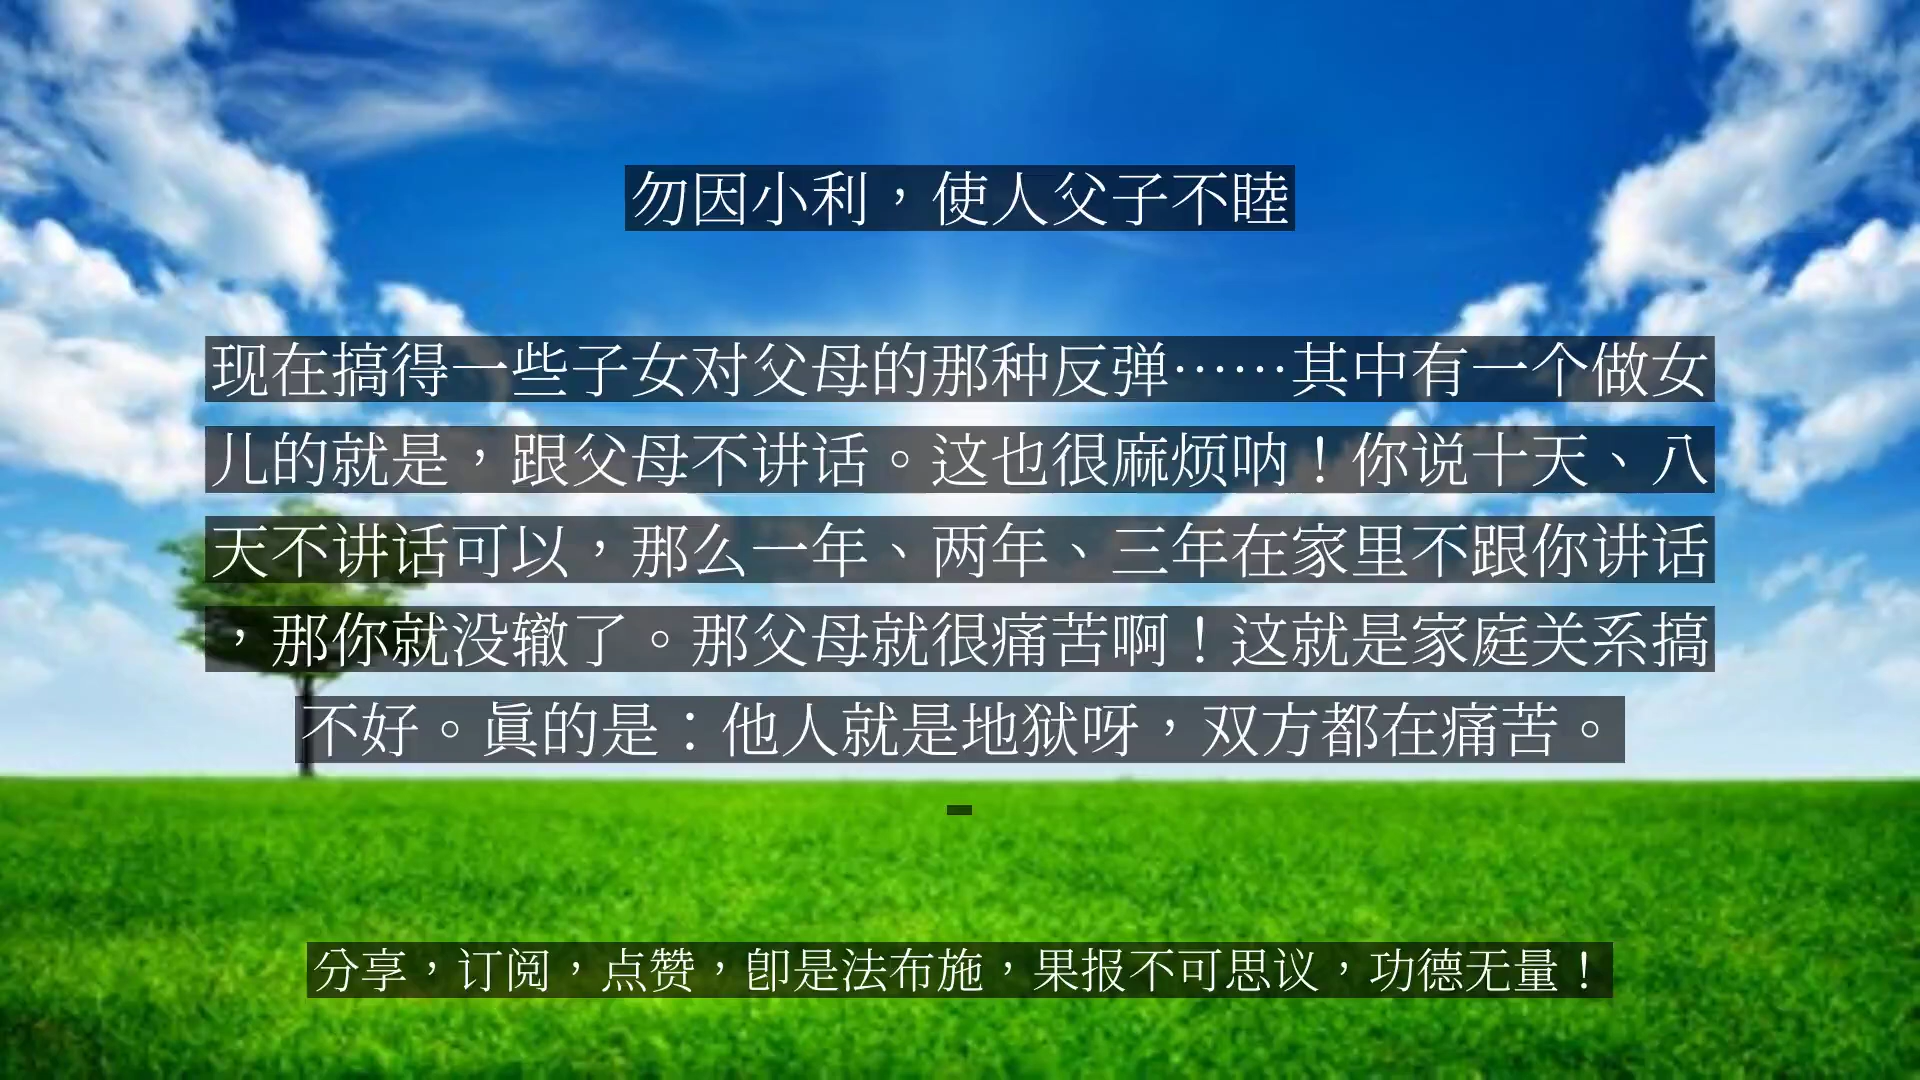 勿因小利，使人父子不睦
现在搞得一些子女对父母的那种反弹……其中有一个做女
儿的就是，跟父母不讲话。这也很麻烦呐！你说十天、八
天不讲话可以，那么一年、两年、三年在家里不跟你讲话
，那你就没辙了。那父母就很痛苦啊！这就是家庭关系搞
不好。眞的是：他人就是地狱呀，双方都在痛苦。
-
分享，订阅，点赞，卽是法布施，果报不可思议，功德无量！